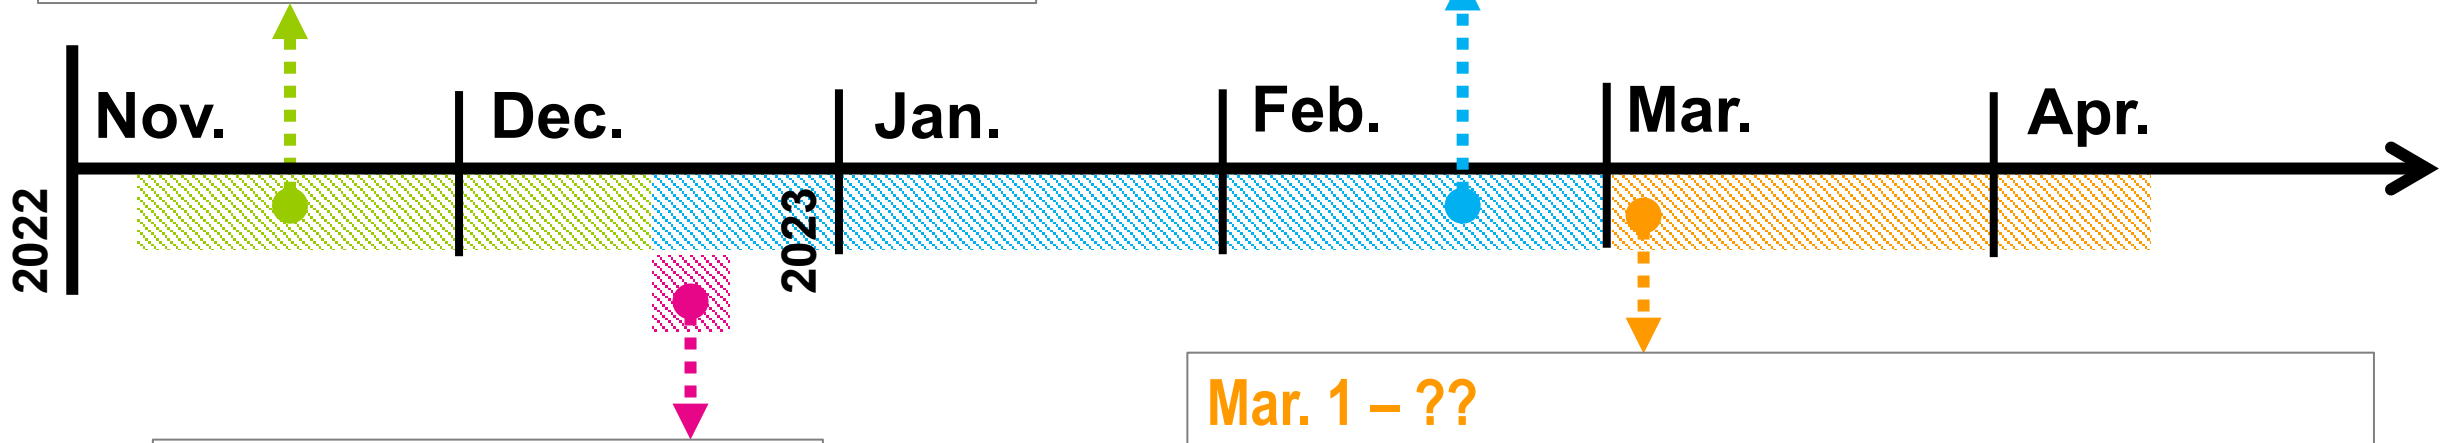 Nov.
Dec.
Jan.
Feb.
Mar.
Apr.
2022
2023
Mar. 1 – ??